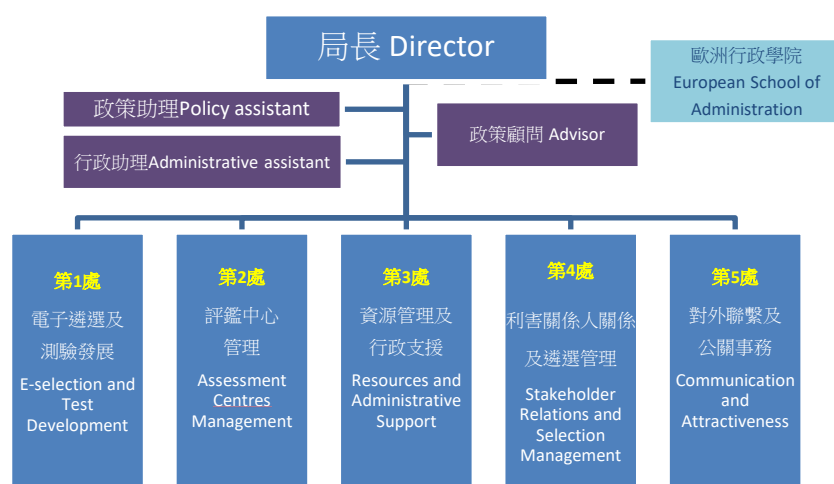 局長 Director
歐洲行政學院
European School of
Administration
政策助理Policy assistant
政策顧問 Advisor
行政助理Administrative assistant
第1處
電子遴選及
測驗發展
E-selection and
Test
Development
第2處
評鑑中心
管理
Assessment
Centres
Management
第3處
資源管理及
行政支援
Resources and
Administrative
Support
第4處
利害關係人關係
及遴選管理
Stakeholder
Relations and
Selection
Management
第5處
對外聯繫及
公關事務
Communication
and
Attractiveness